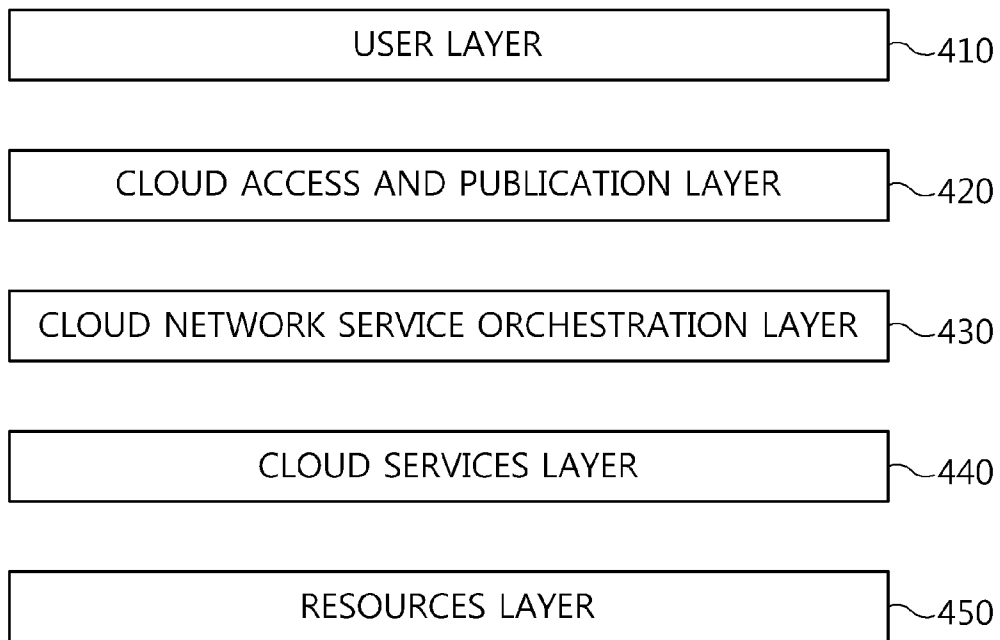 USER LAYER 410
CLOUD ACCESS AND PUBLICATION LAYER 420
CLOUD NETWORK SERVICE ORCHESTRATION LAYER 430
CLOUD SERVICES LAYER 440
RESOURCES LAYER 450